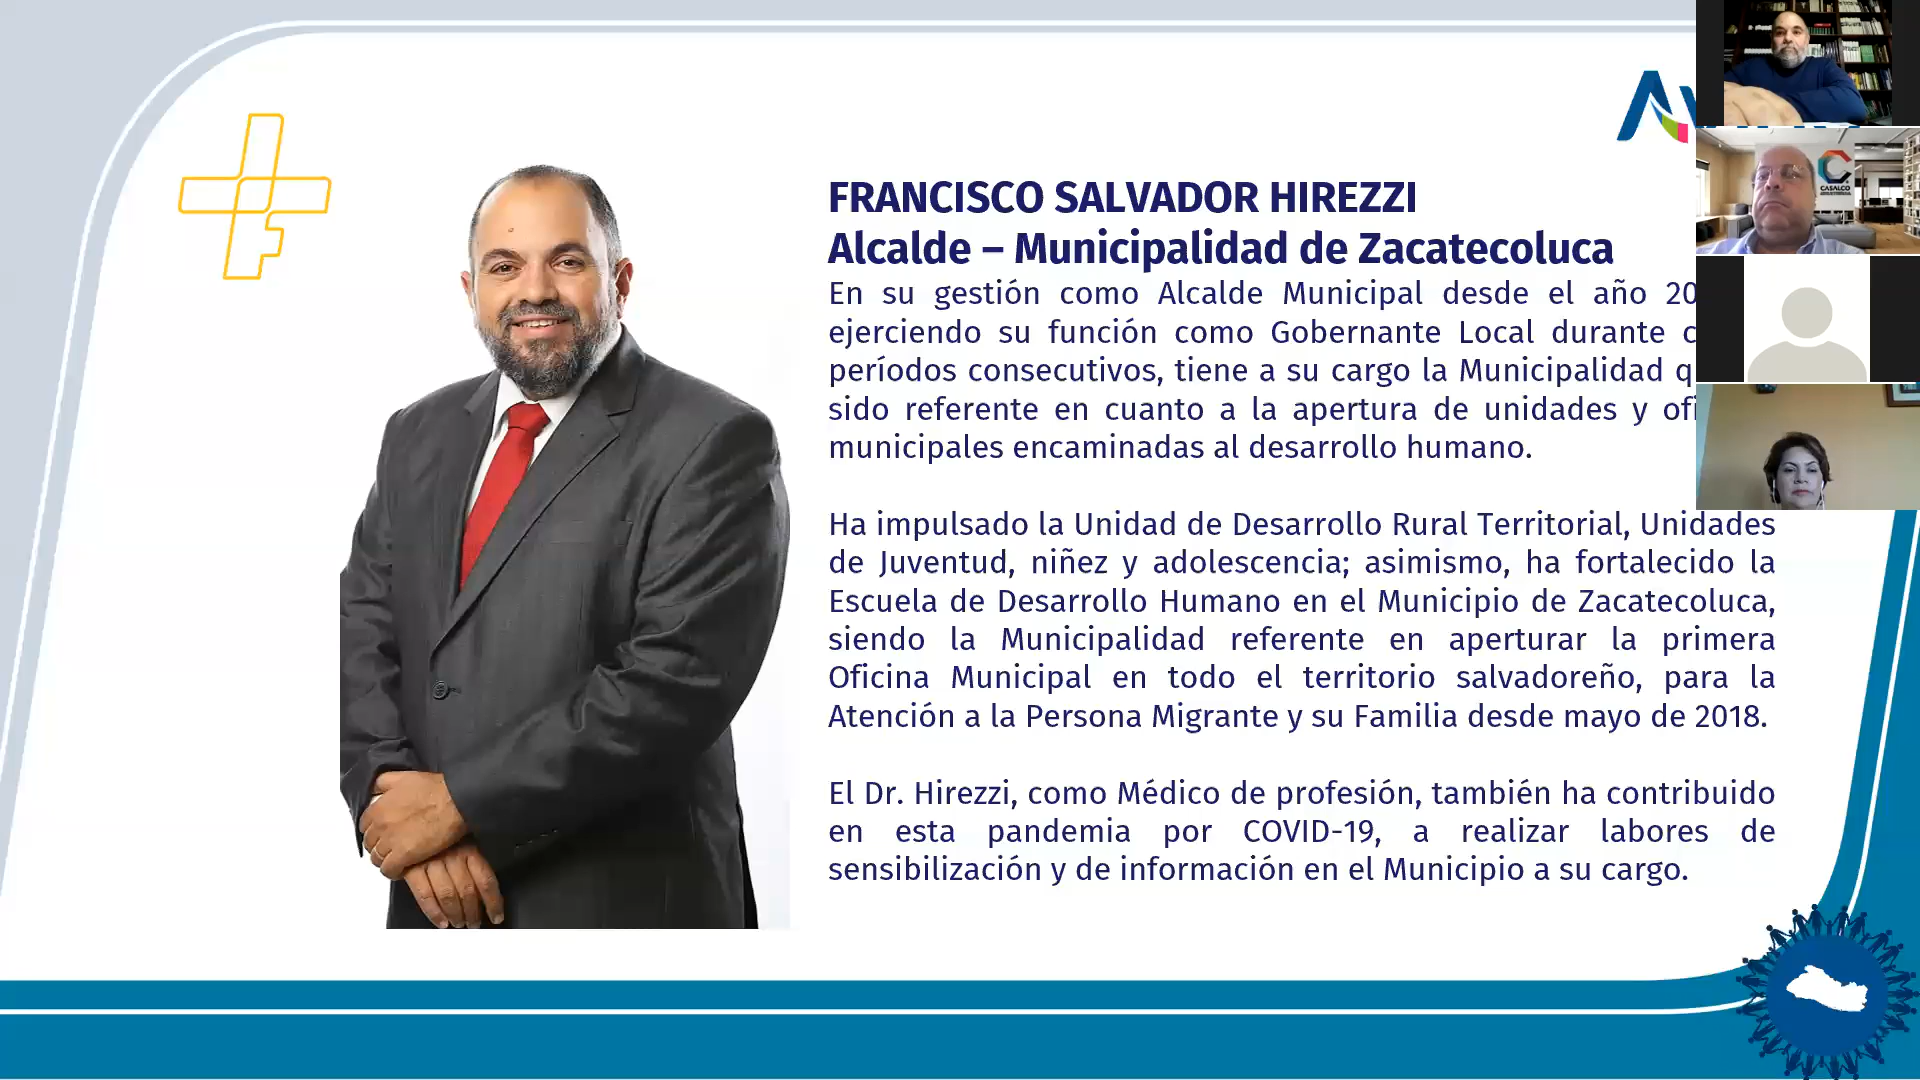 FRANCISCO SALVADOR HIREZZI
Alcalde – Municipalidad de Zacatecoluca
En su gestión como Alcalde Municipal desde el año
ejerciendo su función como Gobernante Local durante
períodos consecutivos, tiene a su cargo la Municipalidad
sido referente en cuanto a la apertura de unidades y
municipales encaminadas al desarrollo humano.
Ha impulsado la Unidad de Desarrollo Rural Territorial, Unidades
de Juventud, niñez y adolescencia; asimismo, ha fortalecido la
Escuela de Desarrollo Humano en el Municipio de Zacatecoluca,
siendo la Municipalidad referente en aperturar la primera
Oficina Municipal en todo el territorio salvadoreño, para la
Atención a la Persona Migrante y su Familia desde mayo de 2018.
El Dr. Hirezzi, como Médico de profesión, también ha contribuido
en esta pandemia por COVID-19, a realizar labores de
sensibilización y de información en el Municipio a su cargo.
CASALCO